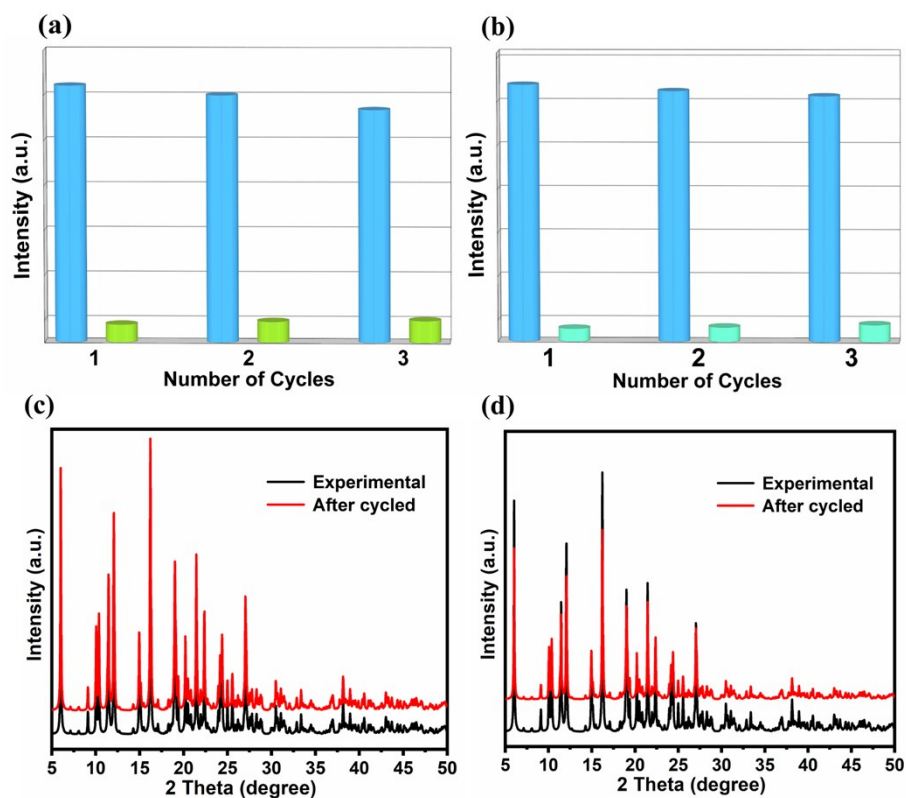 (a)
Intensity (a.u.)
1 2 3
Number of Cycles
(b)
Intensity (a.u.)
1 2 3
Number of Cycles
(c)
Intensity (a.u.)
Experimental
After cycled
5 10 15 20 25 30 35 40 45 50
2 Theta (degree)
(d)
Intensity (a.u.)
Experimental
After cycled
5 10 15 20 25 30 35 40 45 50
2 Theta (degree)